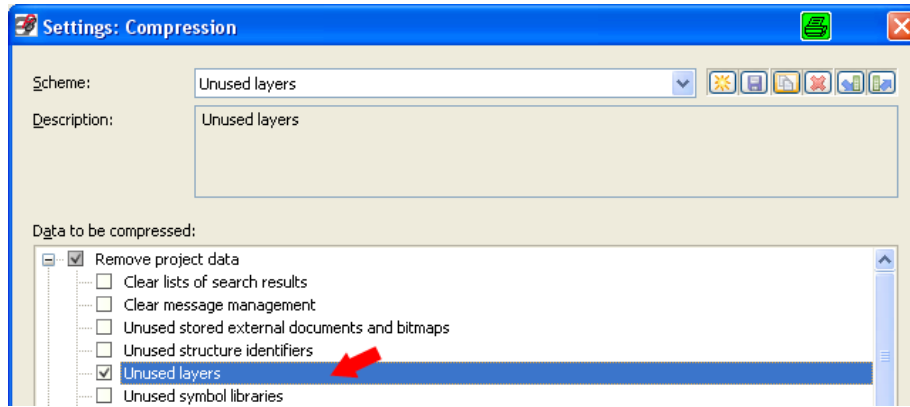 Settings: Compression
Scheme: Unused layers
Description: Unused layers
Data to be compressed:
Remove project data
Clear lists of search results
Clear message management
Unused stored external documents and bitmaps
Unused structure identifiers
Unused layers
Unused symbol libraries